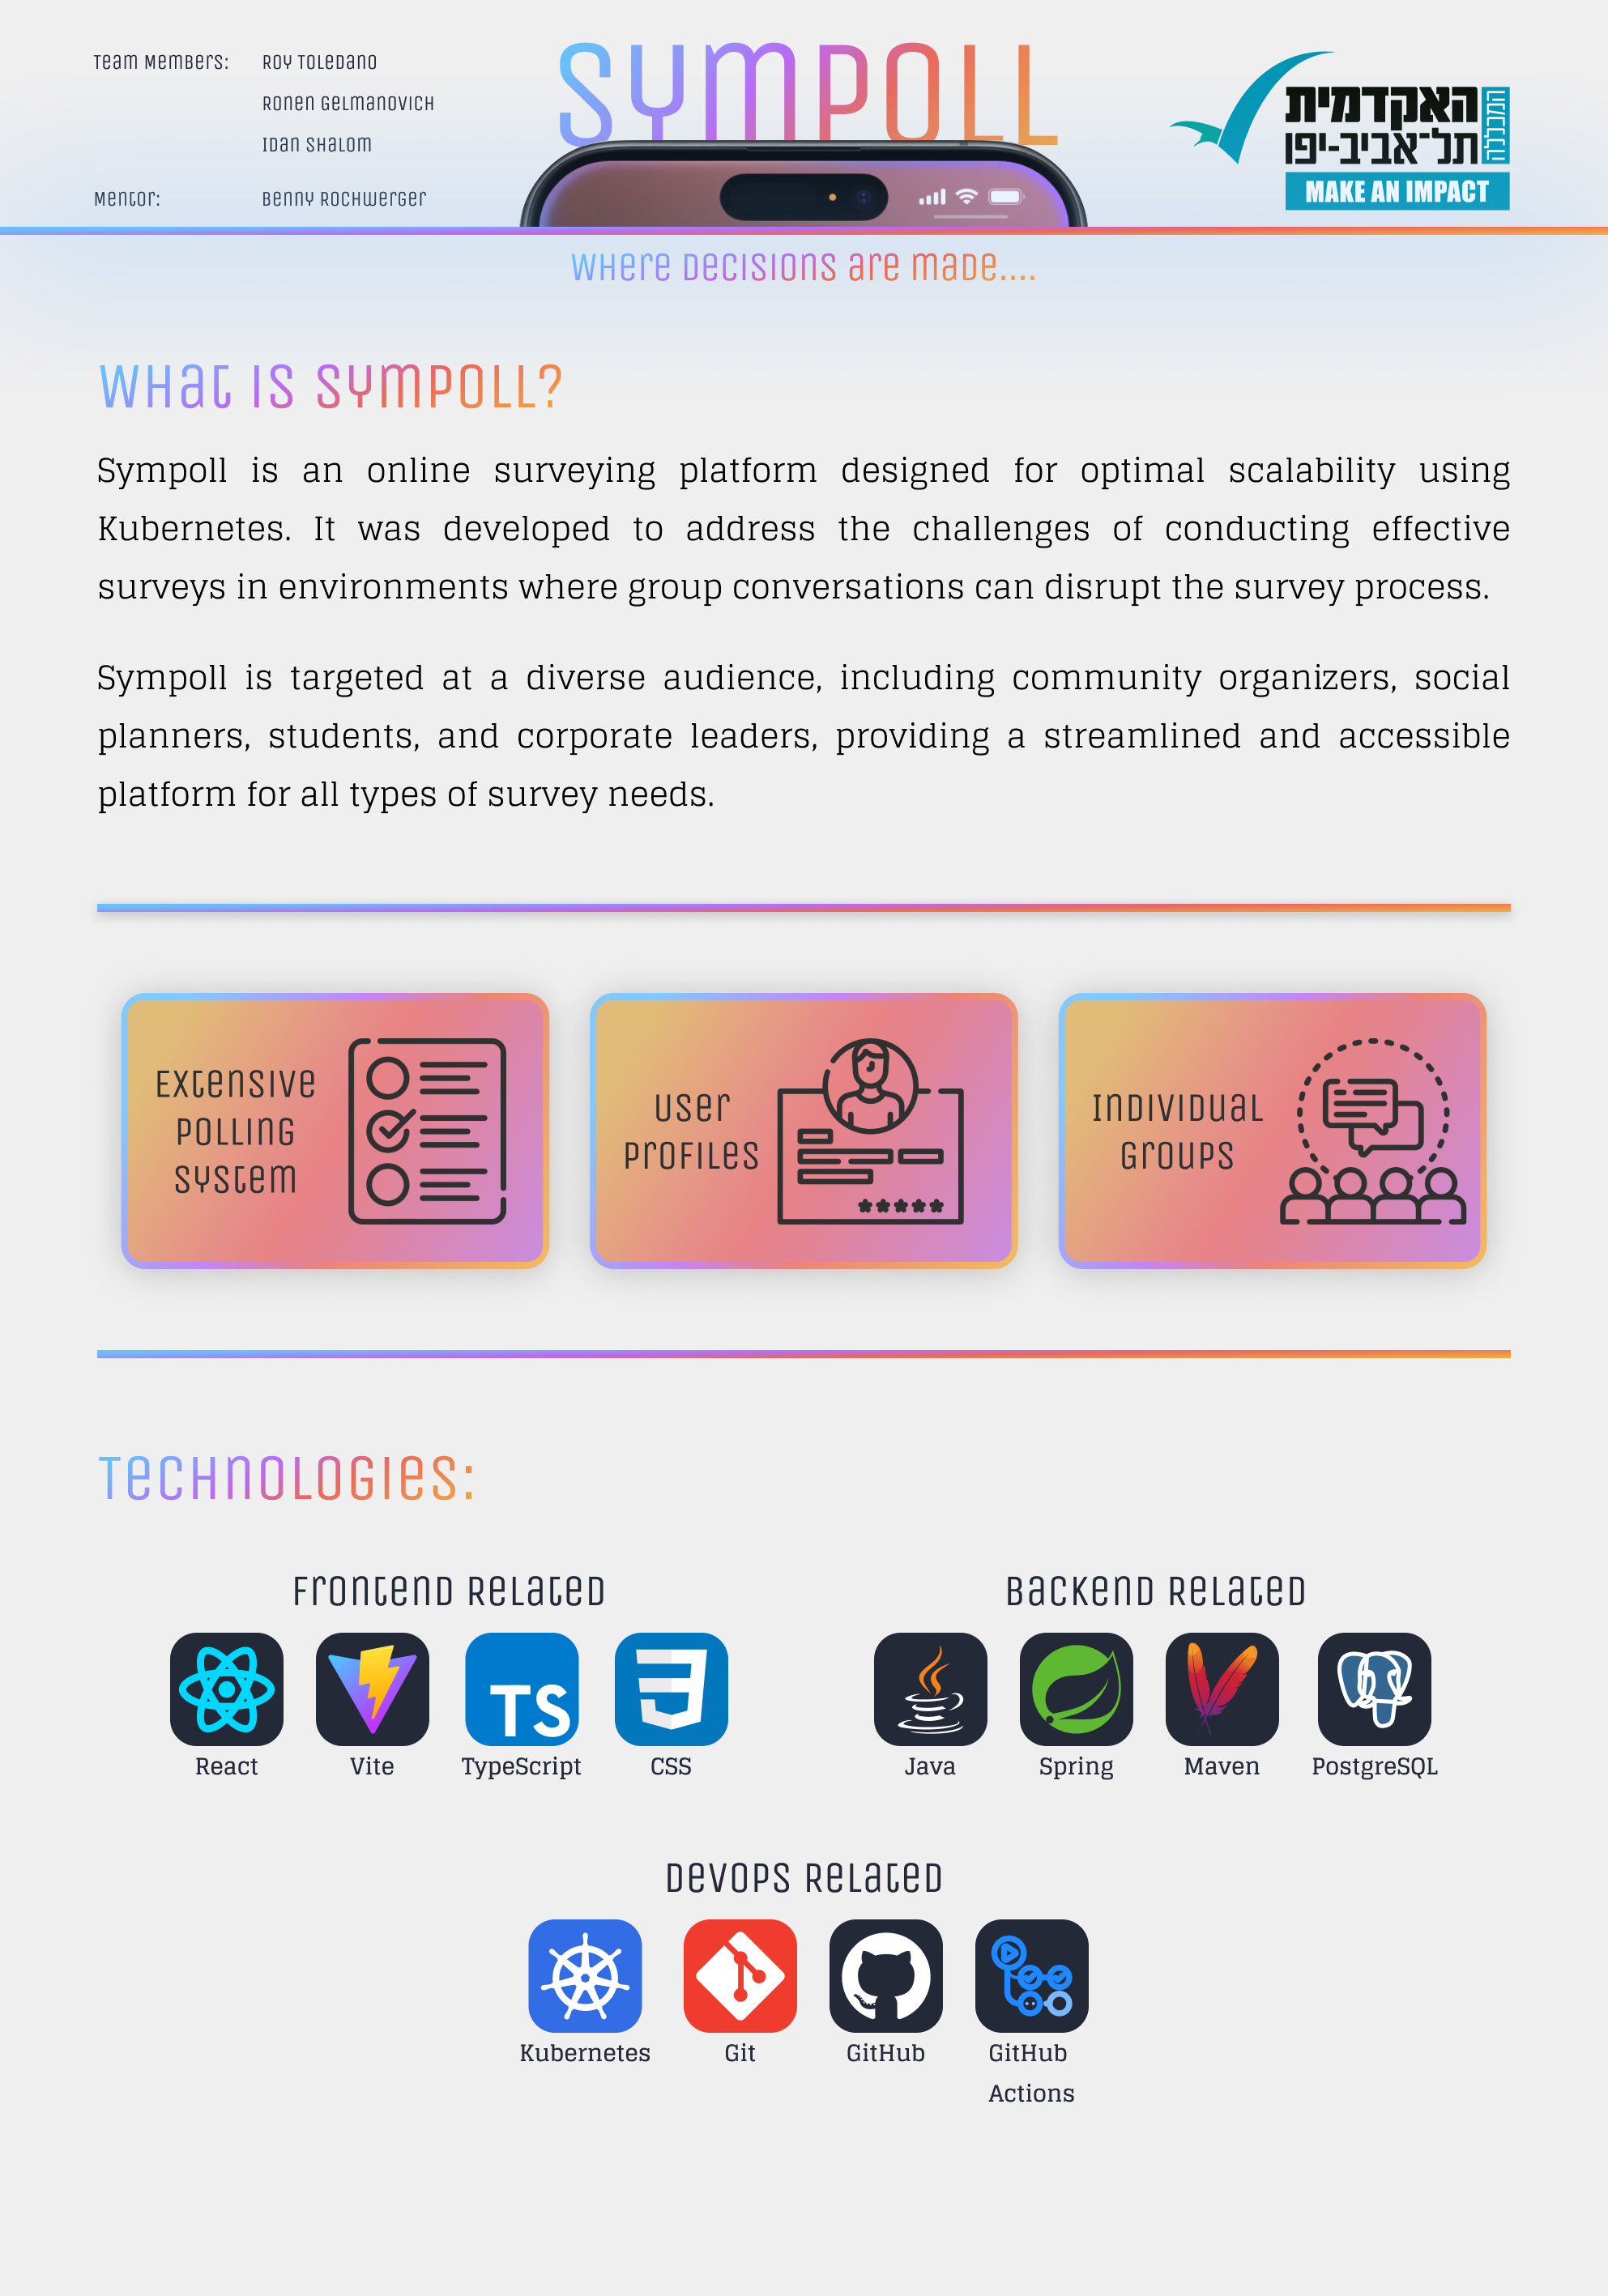 Team Members: Roy Toledano
Ronen Gelmanovich
Idan Shalom
Mentor: Benny Rochwerger
SYMPOLL
האקדמית
תל־אביב-יפו
המכללה
MAKE AN IMPACT
Where decisions are made....
What is Sympoll?
Sympoll is an online surveying platform designed for optimal scalability using
Kubernetes. It was developed to address the challenges of conducting effective
surveys in environments where group conversations can disrupt the survey process.
Sympoll is targeted at a diverse audience, including community organizers, social
planners, students, and corporate leaders, providing a streamlined and accessible
platform for all types of survey needs.
Extensive
Polling
System
User
Profiles
Individual
Groups
Technologies:
Frontend Related
Backend Related
TS
React
Vite
TypeScript
CSS
Java
Spring
Maven
PostgreSQL
DevOps Related
Kubernetes
Git
GitHub
GitHub
Actions